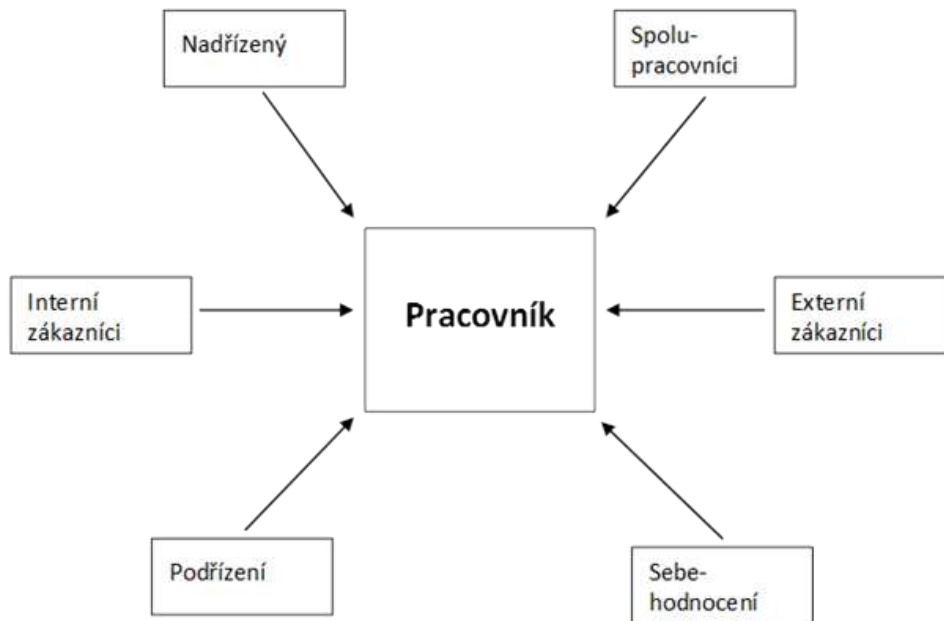 Nadřízený
Spolu-
pracovníci
Interní
zákazníci
Pracovník
Externí
zákazníci
Podřízení
Sebe-
hodnocení